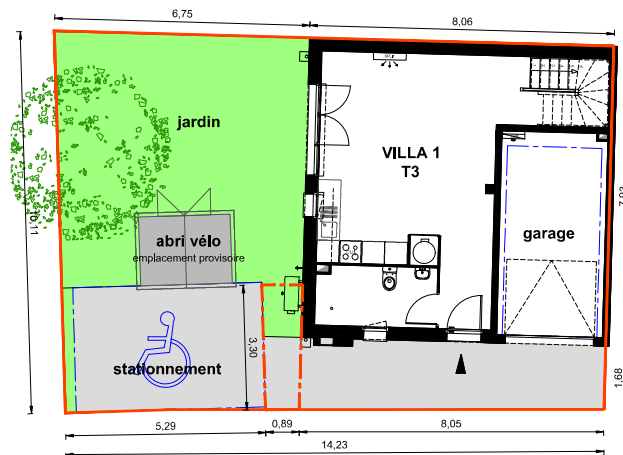 6,75
8,06
jardin
VILLA 1
T3
10,11
7,93
abri vélo
emplacement provisoire
garage
3,30
stationnement
1,68
5,29
0,89
8,05
14,23